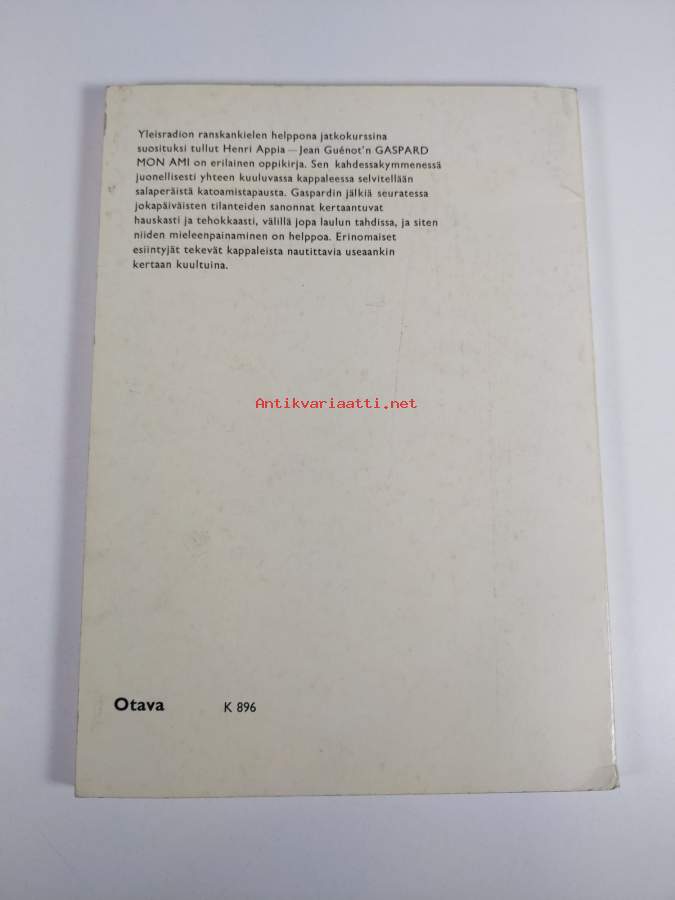 Yleisradion ranskankielen helppona jatkokurssina
suosituksi tullut Henri Appia — Jean Guénot'n GASPARD
MON AMI on erilainen oppikirja. Sen kahdessakymmenessä
juonellisesti yhteen kuuluvassa kappaleessa selvitellään
salaperäistä katoamistapausta. Gaspardin jälkiä seuratessa
jokapäiväisten tilanteiden sanonnat kertaantuvat
hauskasti ja tehokkaasti, välillä jopa laulun tahdissa, ja siten
niiden mieleenpainaminen on helppoa. Erinomaiset
esiintyjät tekevät kappaleista nautittavia useaankin
kertaan kuultuina.
Antikvariaatti.net
Otava K 896